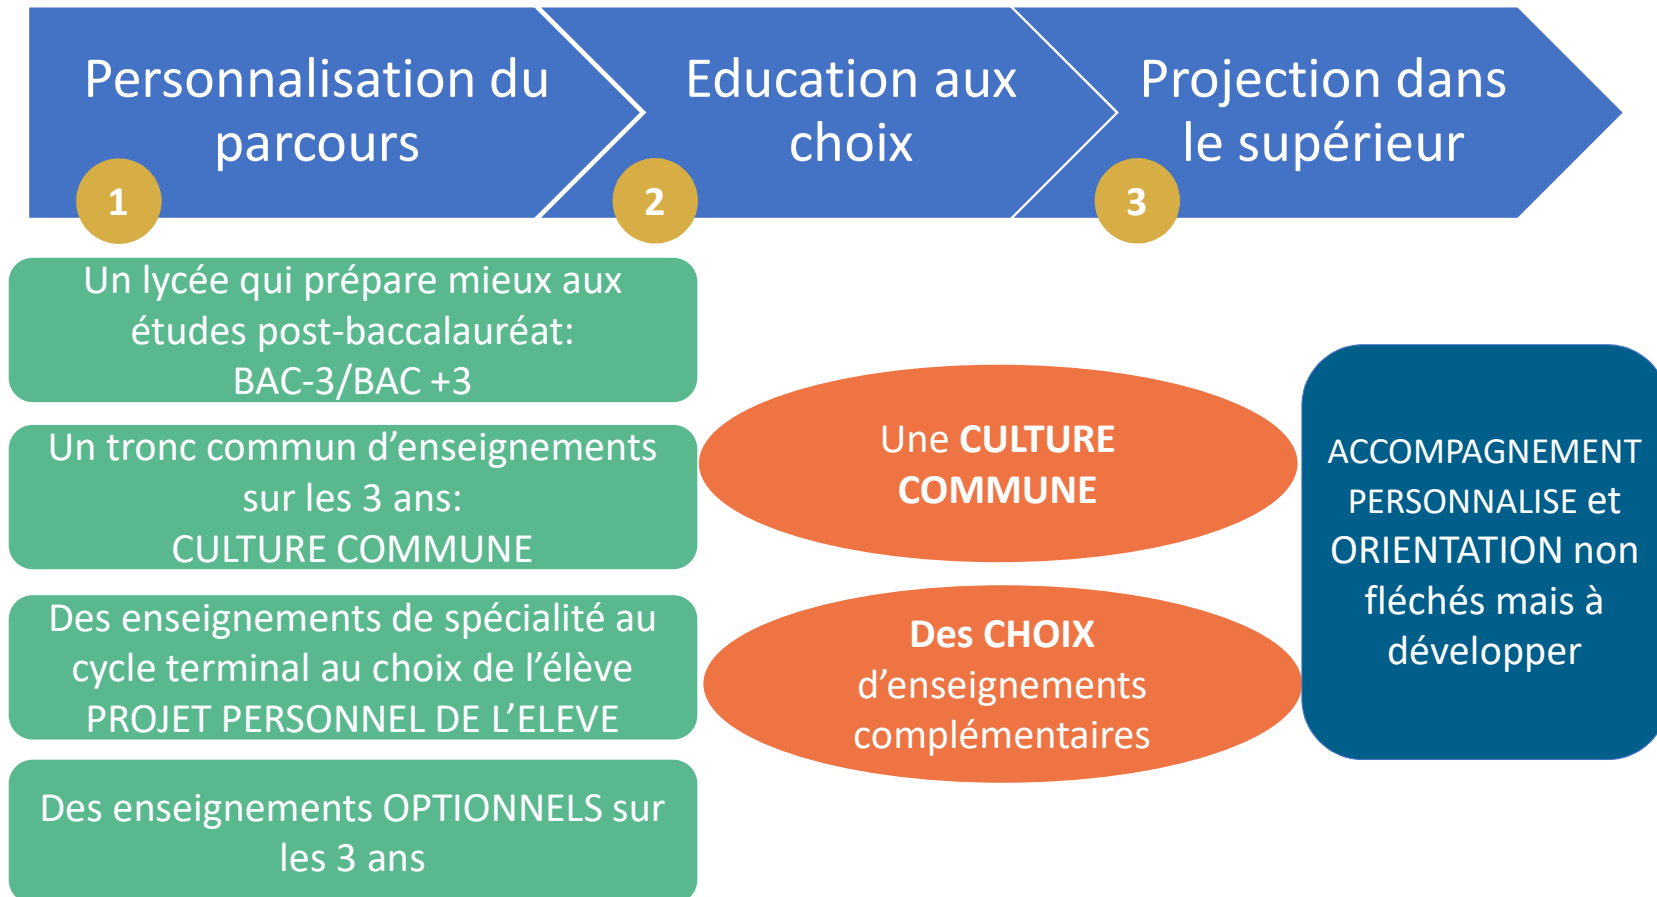 Personnalisation du
parcours
1
Education aux
choix
2
Projection dans
le supérieur
3
Un lycée qui prépare mieux aux
études post-baccalauréat:
BAC-3/BAC +3
Un tronc commun d’enseignements
sur les 3 ans:
CULTURE COMMUNE
Des enseignements de spécialité au
cycle terminal au choix de l’élève
PROJET PERSONNEL DE L’ELEVE
Des enseignements OPTIONNELS sur
les 3 ans
Une CULTURE
COMMUNE
Des CHOIX
d’enseignements
complémentaires
ACCOMPAGNEMENT
PERSONNALISE et
ORIENTATION non
fléchés mais à
développer